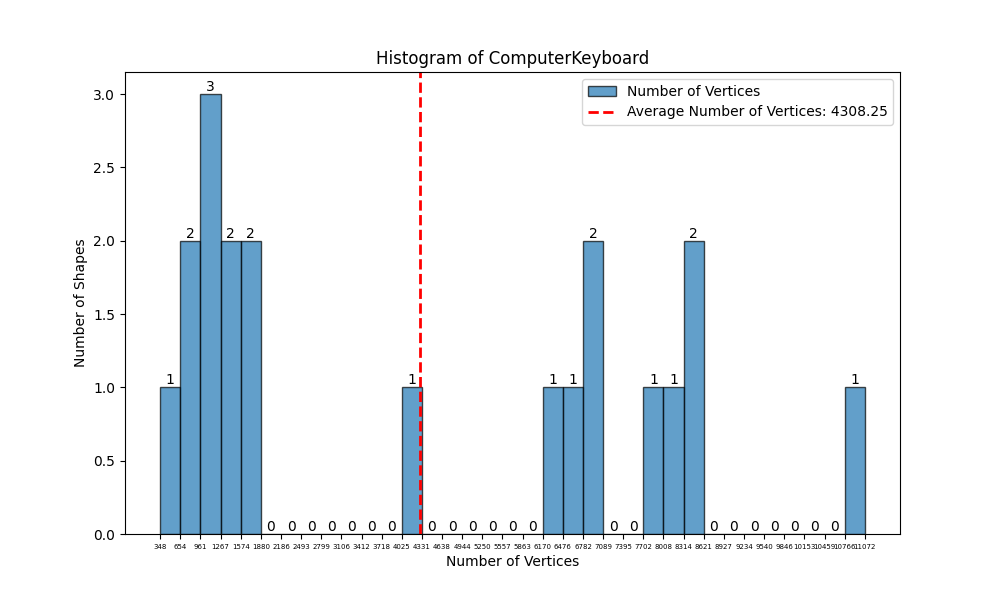 Histogram of ComputerKeyboard
Number of Vertices
Average Number of Vertices: 4308.25
Number of Shapes
3.0
2.5
2.0
1.5
1.0
0.5
0.0
1 2 3 2 2 0 0 0 0 0 0 0 1 0 0 0 0 0 0 1 1 2 0 0 1 1 2 0 0 0 0 0 0 0 1
348 654 961 1267 1574 1880 2186 2493 2799 3106 3412 3718 4025 4331 4638 4944 5250 5557 5863 6170 6476 6782 7089 7395 7702 8008 8314 8621 8927 9234 9540 9846 10153 10459 10766 11072
Number of Vertices